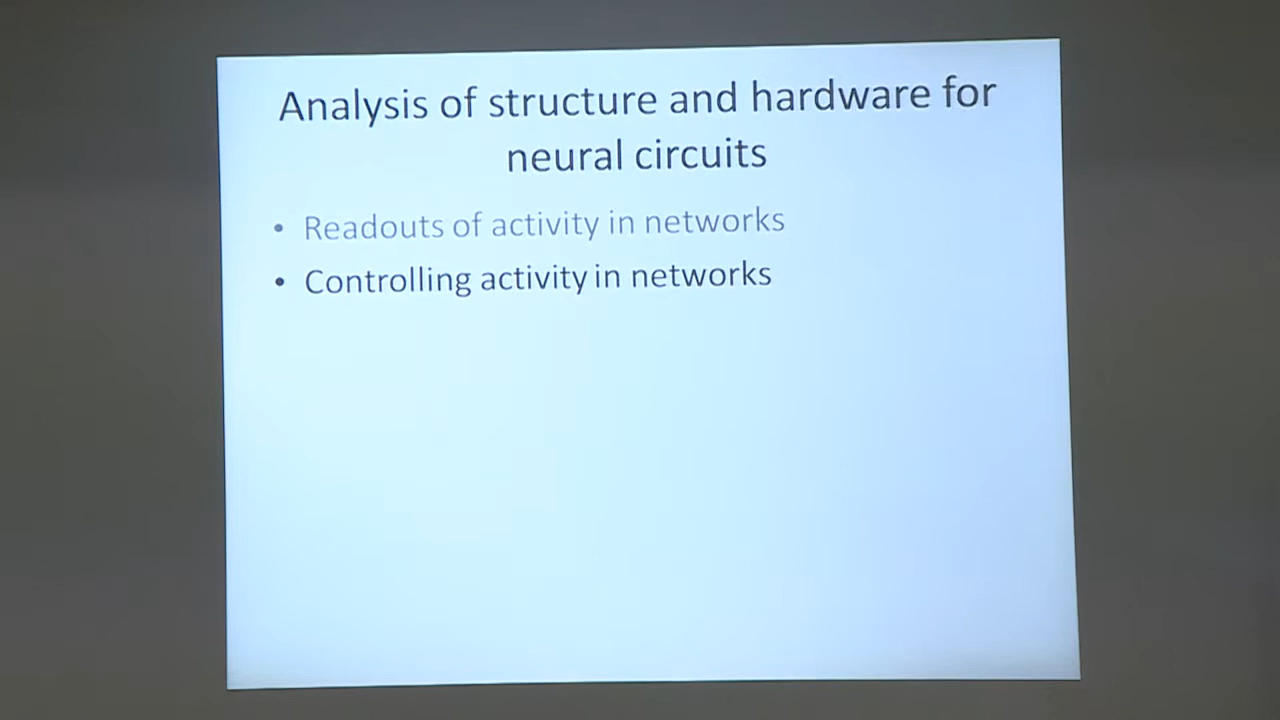 Analysis of structure and hardware for
neural circuits
• Readouts of activity in networks
• Controlling activity in networks